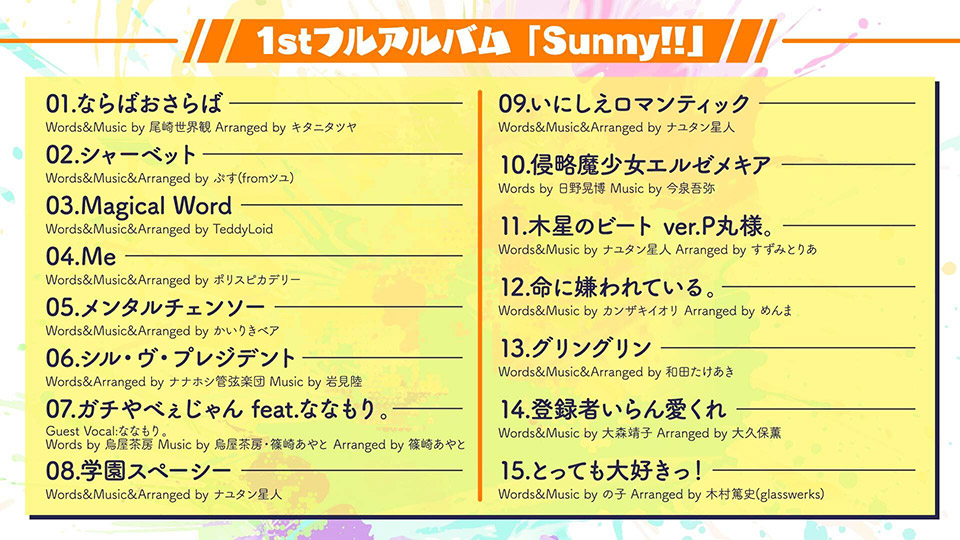 1stフルアルバム「Sunny!!」
01.ならばおさらば
Words&Music by 尾崎世界観 Arranged by キタニタツヤ
02.シャーベット
Words&Music&Arranged by ぷす(fromツユ)
03.Magical Word
Words&Music&Arranged by TeddyLoid
04.Me
Words&Music&Arranged by ポリスピカデリー
05.メンタルチェンソー
Words&Music&Arranged by かいりきベア
06.シル・ヴ・プレジデント
Words&Arranged by ナナホシ管弦楽団 Music by 岩見陸
07.ガチやべぇじゃん feat.ななもり。
Guest Vocal:ななもり。
Words by 烏屋茶房 Music by 烏屋茶房・篠崎あやと Arranged by 篠崎あやと
08.学園スペーシー
Words&Music&Arranged by ナユタン星人
09.いにしえロマンティック
Words&Music&Arranged by ナユタン星人
10.侵略魔少女エルゼメキア
Words by 日野晃博 Music by 今泉吾弥
11.木星のビート ver.P丸様。
Words&Music by ナユタン星人 Arranged by すずみとりあ
12.命に嫌われている。
Words&Music by カンザキイオリ Arranged by めんま
13.グリングリン
Words&Music&Arranged by 和田たけあき
14.登録者いらん愛くれ
Words&Music by 大森靖子 Arranged by 大久保薫
15.とっても大好きっ！
Words&Music by の子 Arranged by 木村篤史(glasswerks)